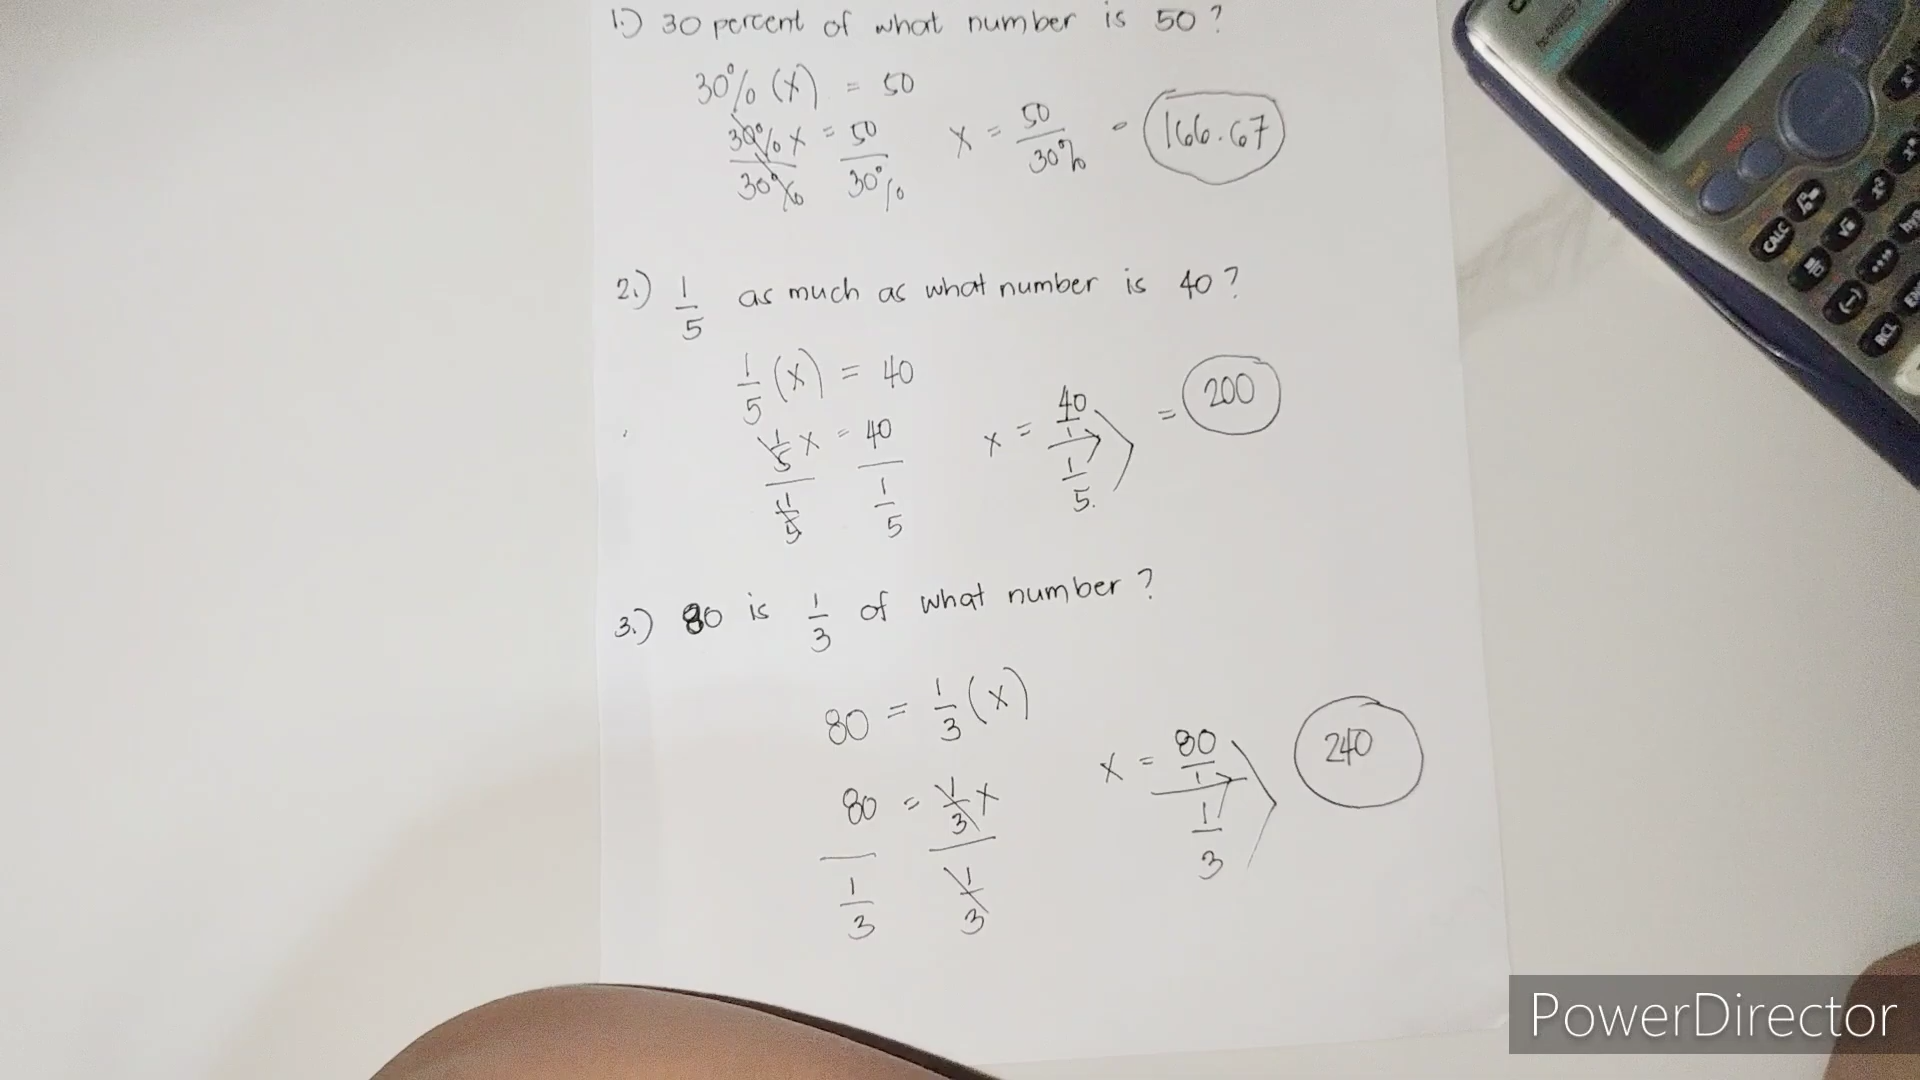 1.) 30 percent of what number is 50?
30% (x) = 50
30% x = 50
30% 30%
x = 50 / 30% = 166.67
2.) 1/5 as much as what number is 40?
1/5 (x) = 40
1/5 x = 40
1/5 1/5
x = 40/1 / 1/5 = 200
3.) 80 is 1/3 of what number?
80 = 1/3 (x)
80 = 1/3 x
1/3 1/3
x = 80/1 / 1/3 240
CALC
RCL
hyp
PowerDirector